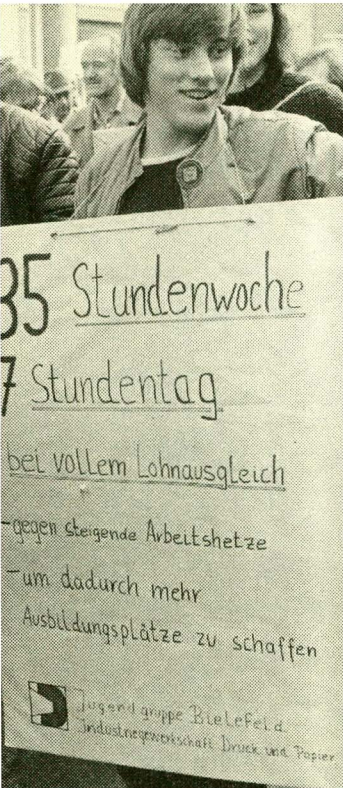 35 Stundenwoche
7 Stundentag
bei vollem Lohnausgleich
-gegen steigende Arbeitshetze
-um dadurch mehr
Ausbildungsplätze zu schaffen
Jugendgruppe Bielefeld
Industriegewerkschaft Druck und Papier